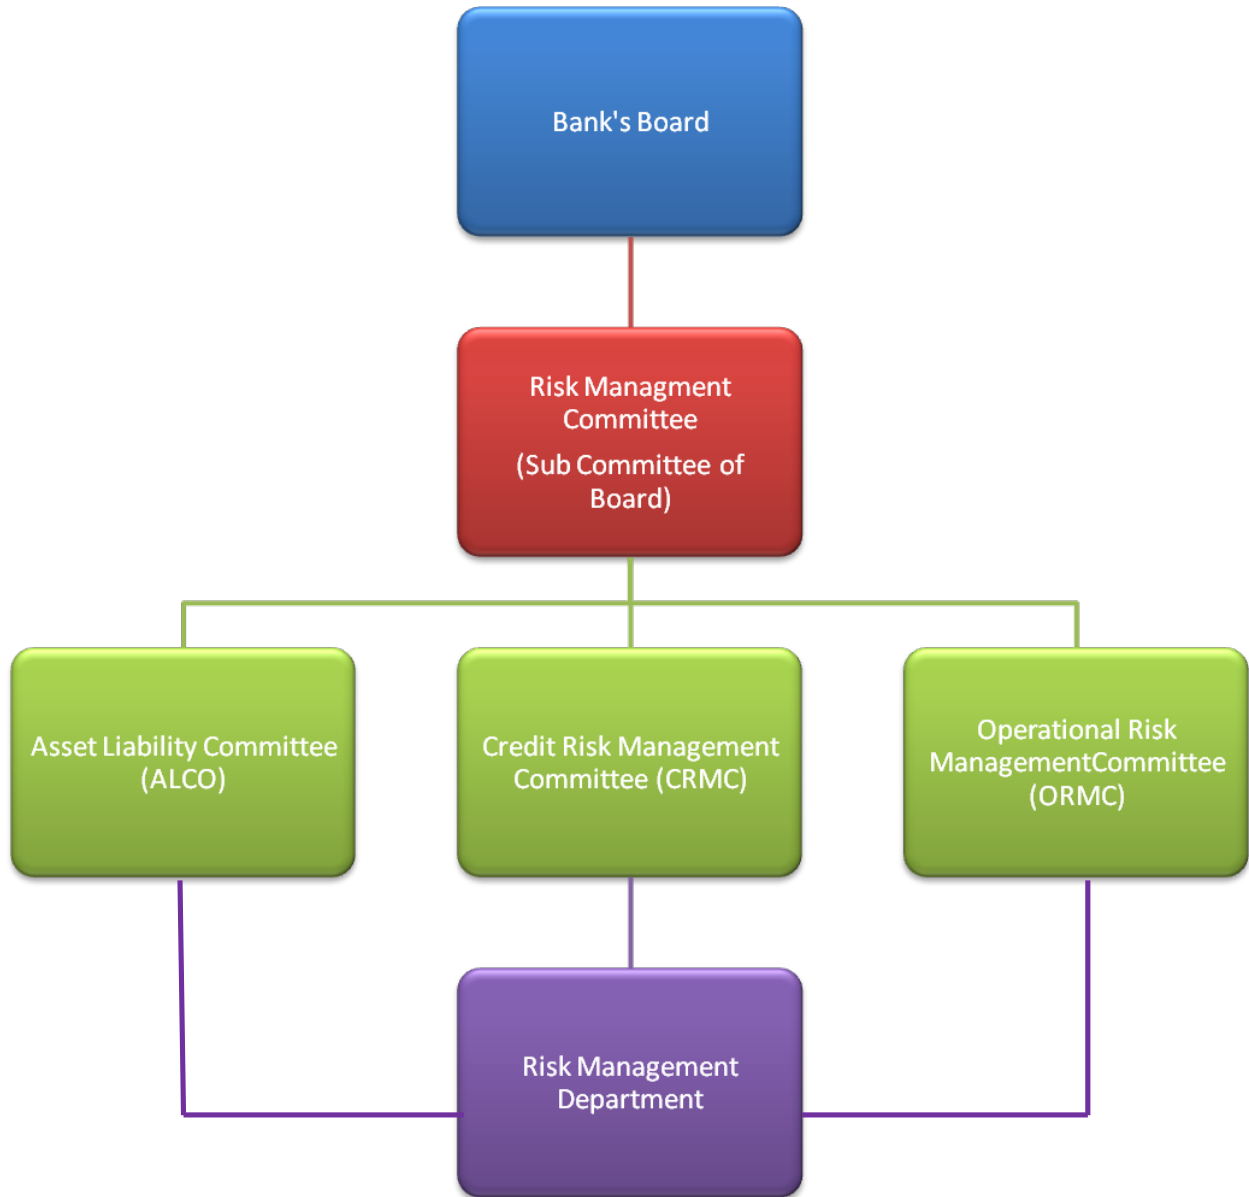 Bank's Board
Risk Managment
Committee
(Sub Committee of
Board)
Asset Liability Committee
(ALCO)
Credit Risk Management
Committee (CRMC)
Operational Risk
ManagementCommittee
(ORMC)
Risk Management
Department